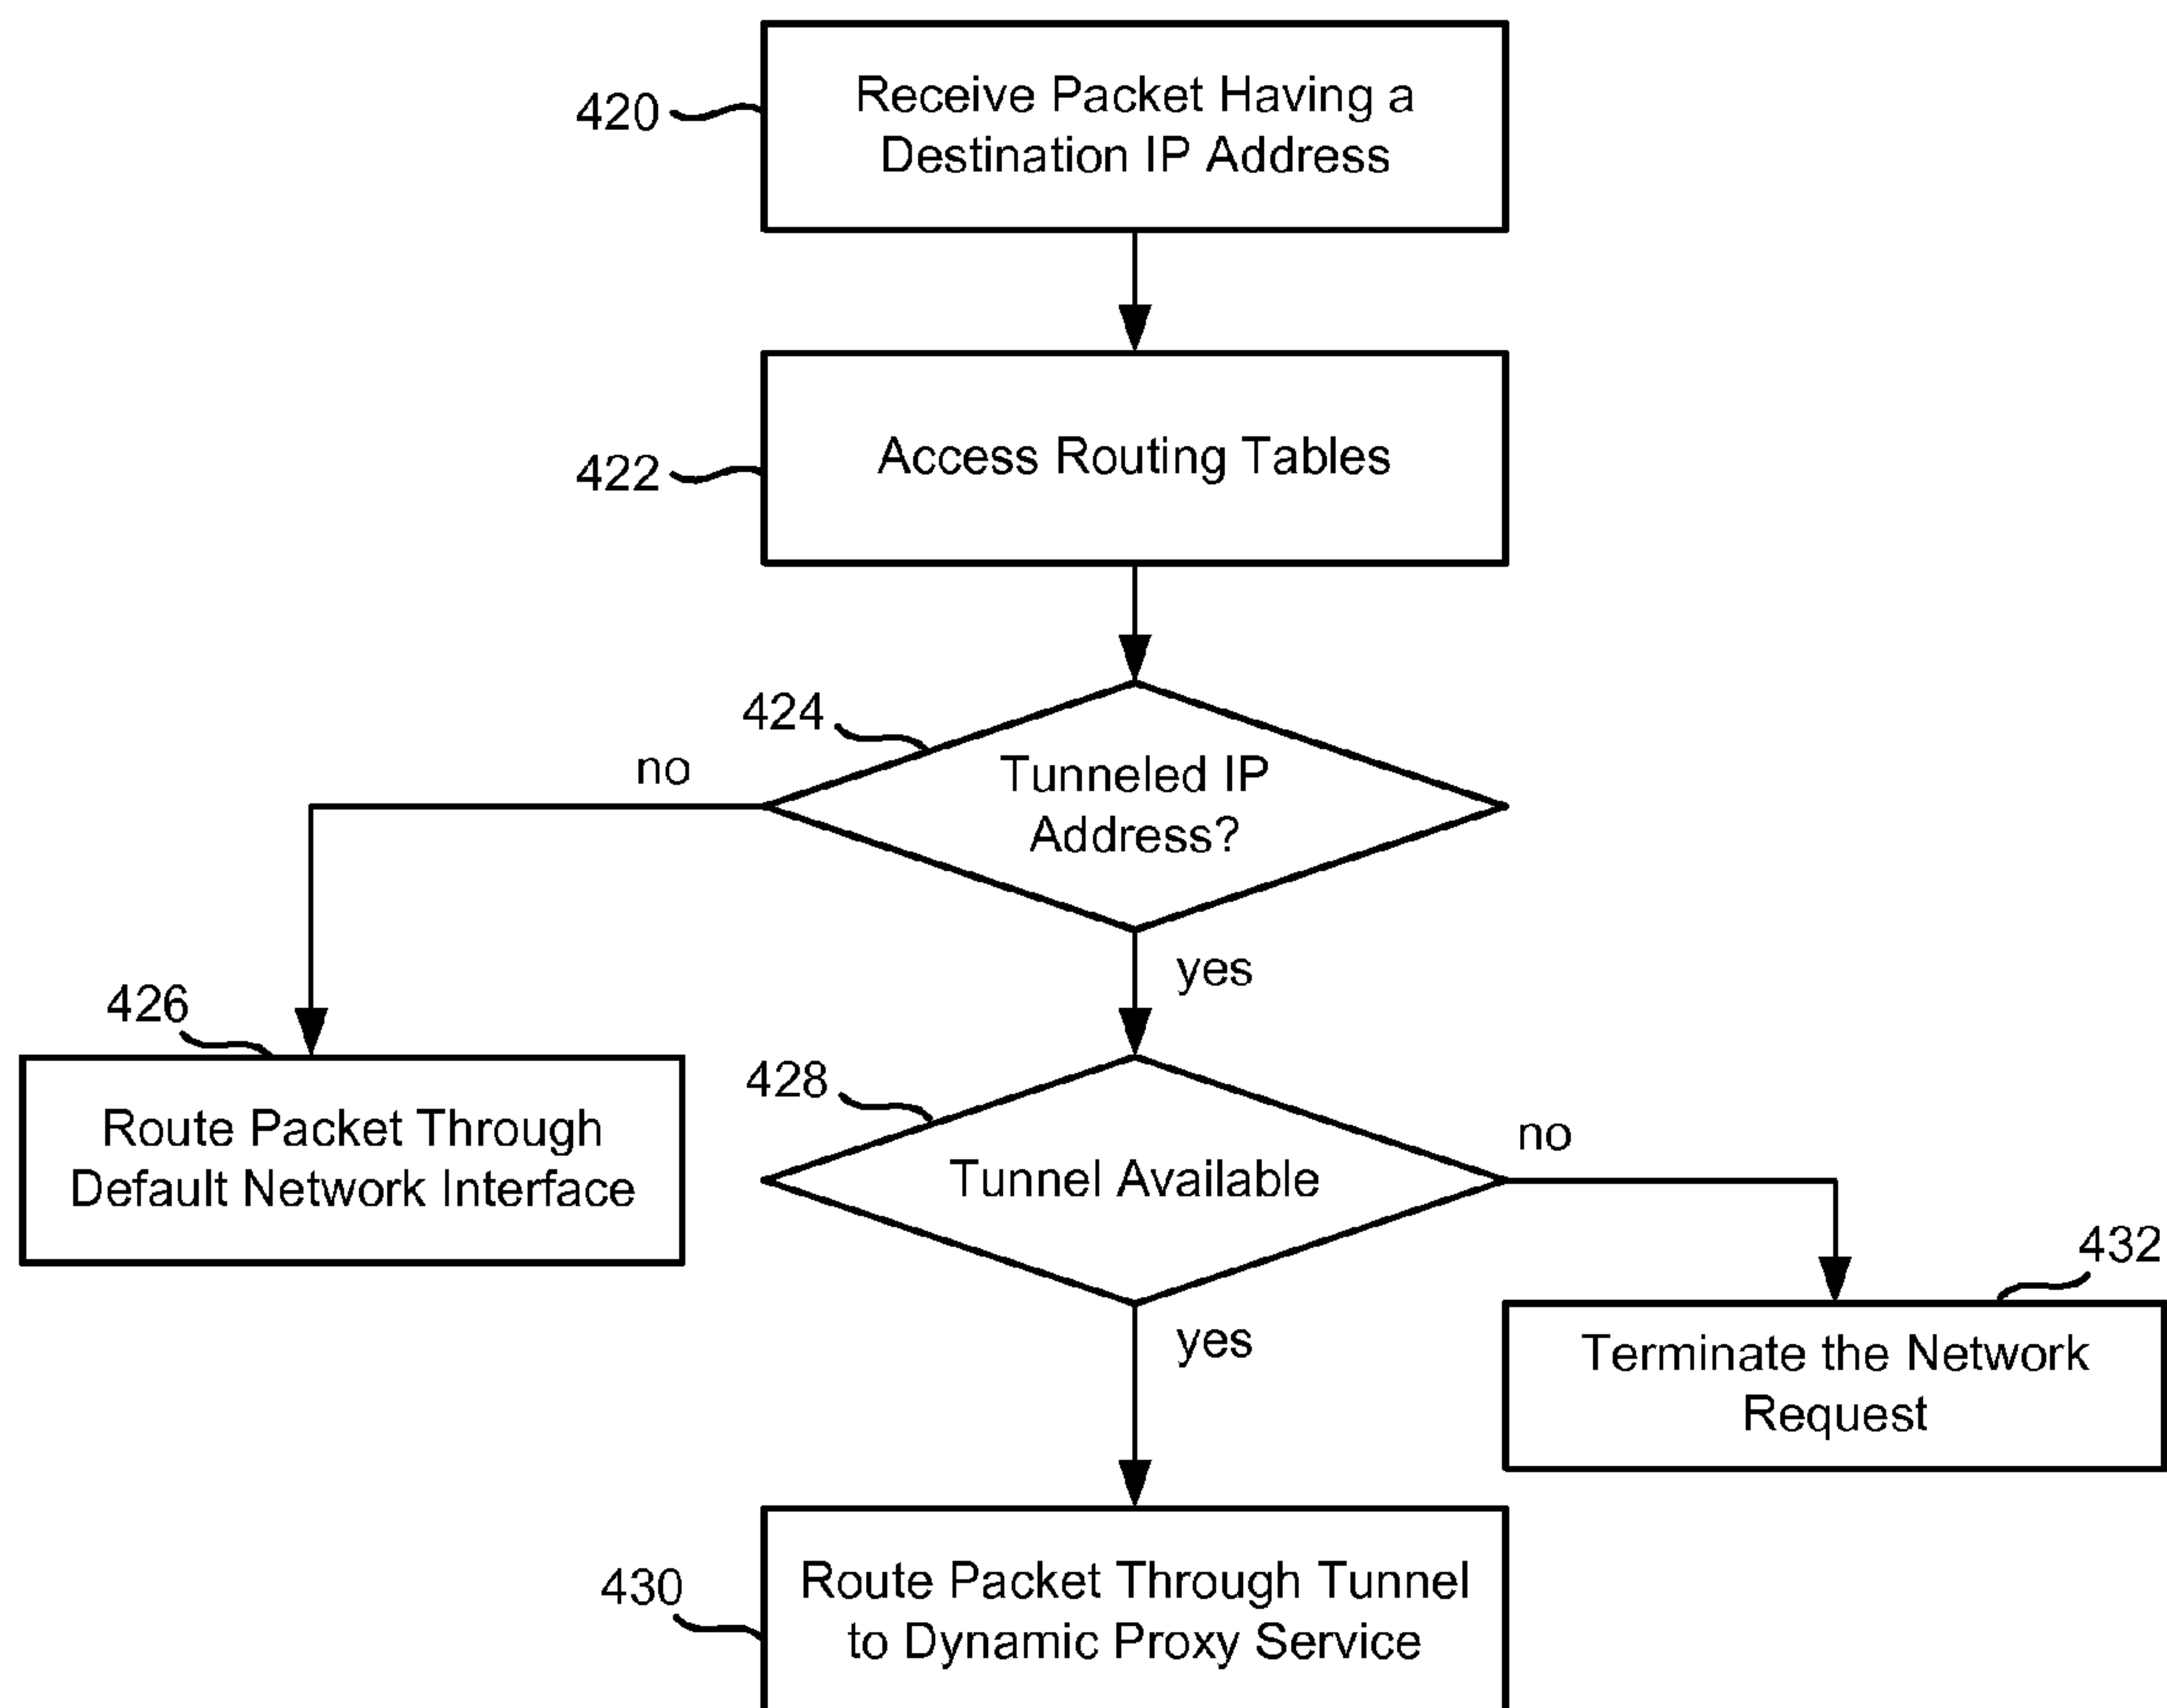 420
Receive Packet Having a
Destination IP Address
422
Access Routing Tables
424
no
Tunneled IP
Address?
yes
426
Route Packet Through
Default Network Interface
428
Tunnel Available
no
432
yes
Terminate the Network
Request
430
Route Packet Through Tunnel
to Dynamic Proxy Service